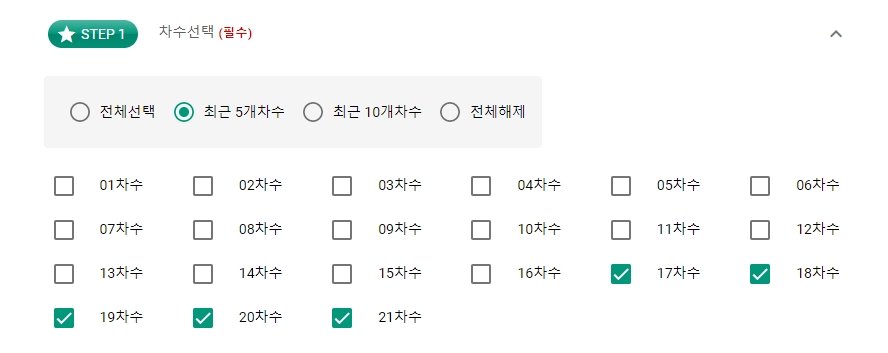 STEP 1 차수선택 (필수)
전체선택 최근 5개차수 최근 10개차수 전체해제
01차수 02차수 03차수 04차수 05차수 06차수
07차수 08차수 09차수 10차수 11차수 12차수
13차수 14차수 15차수 16차수 17차수 18차수
19차수 20차수 21차수